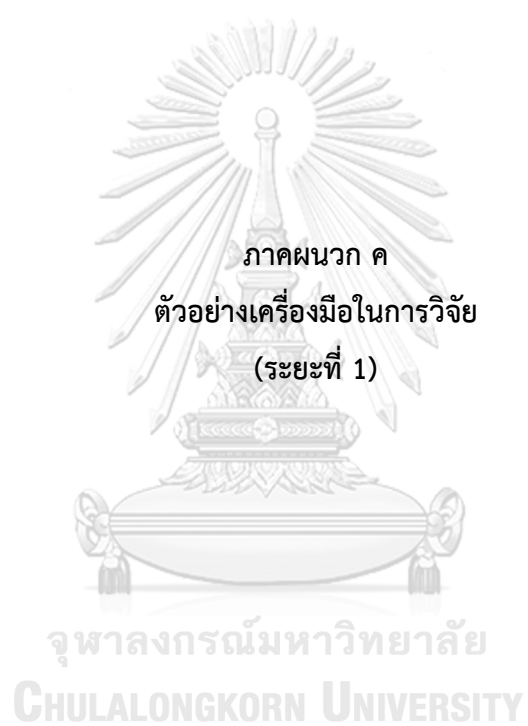 ภาคผนวก ค
ตัวอย่างเครื่องมือในการวิจัย
(ระยะที่ 1)
จุฬาลงกรณ์มหาวิทยาลัย
CHULALONGKORN UNIVERSITY